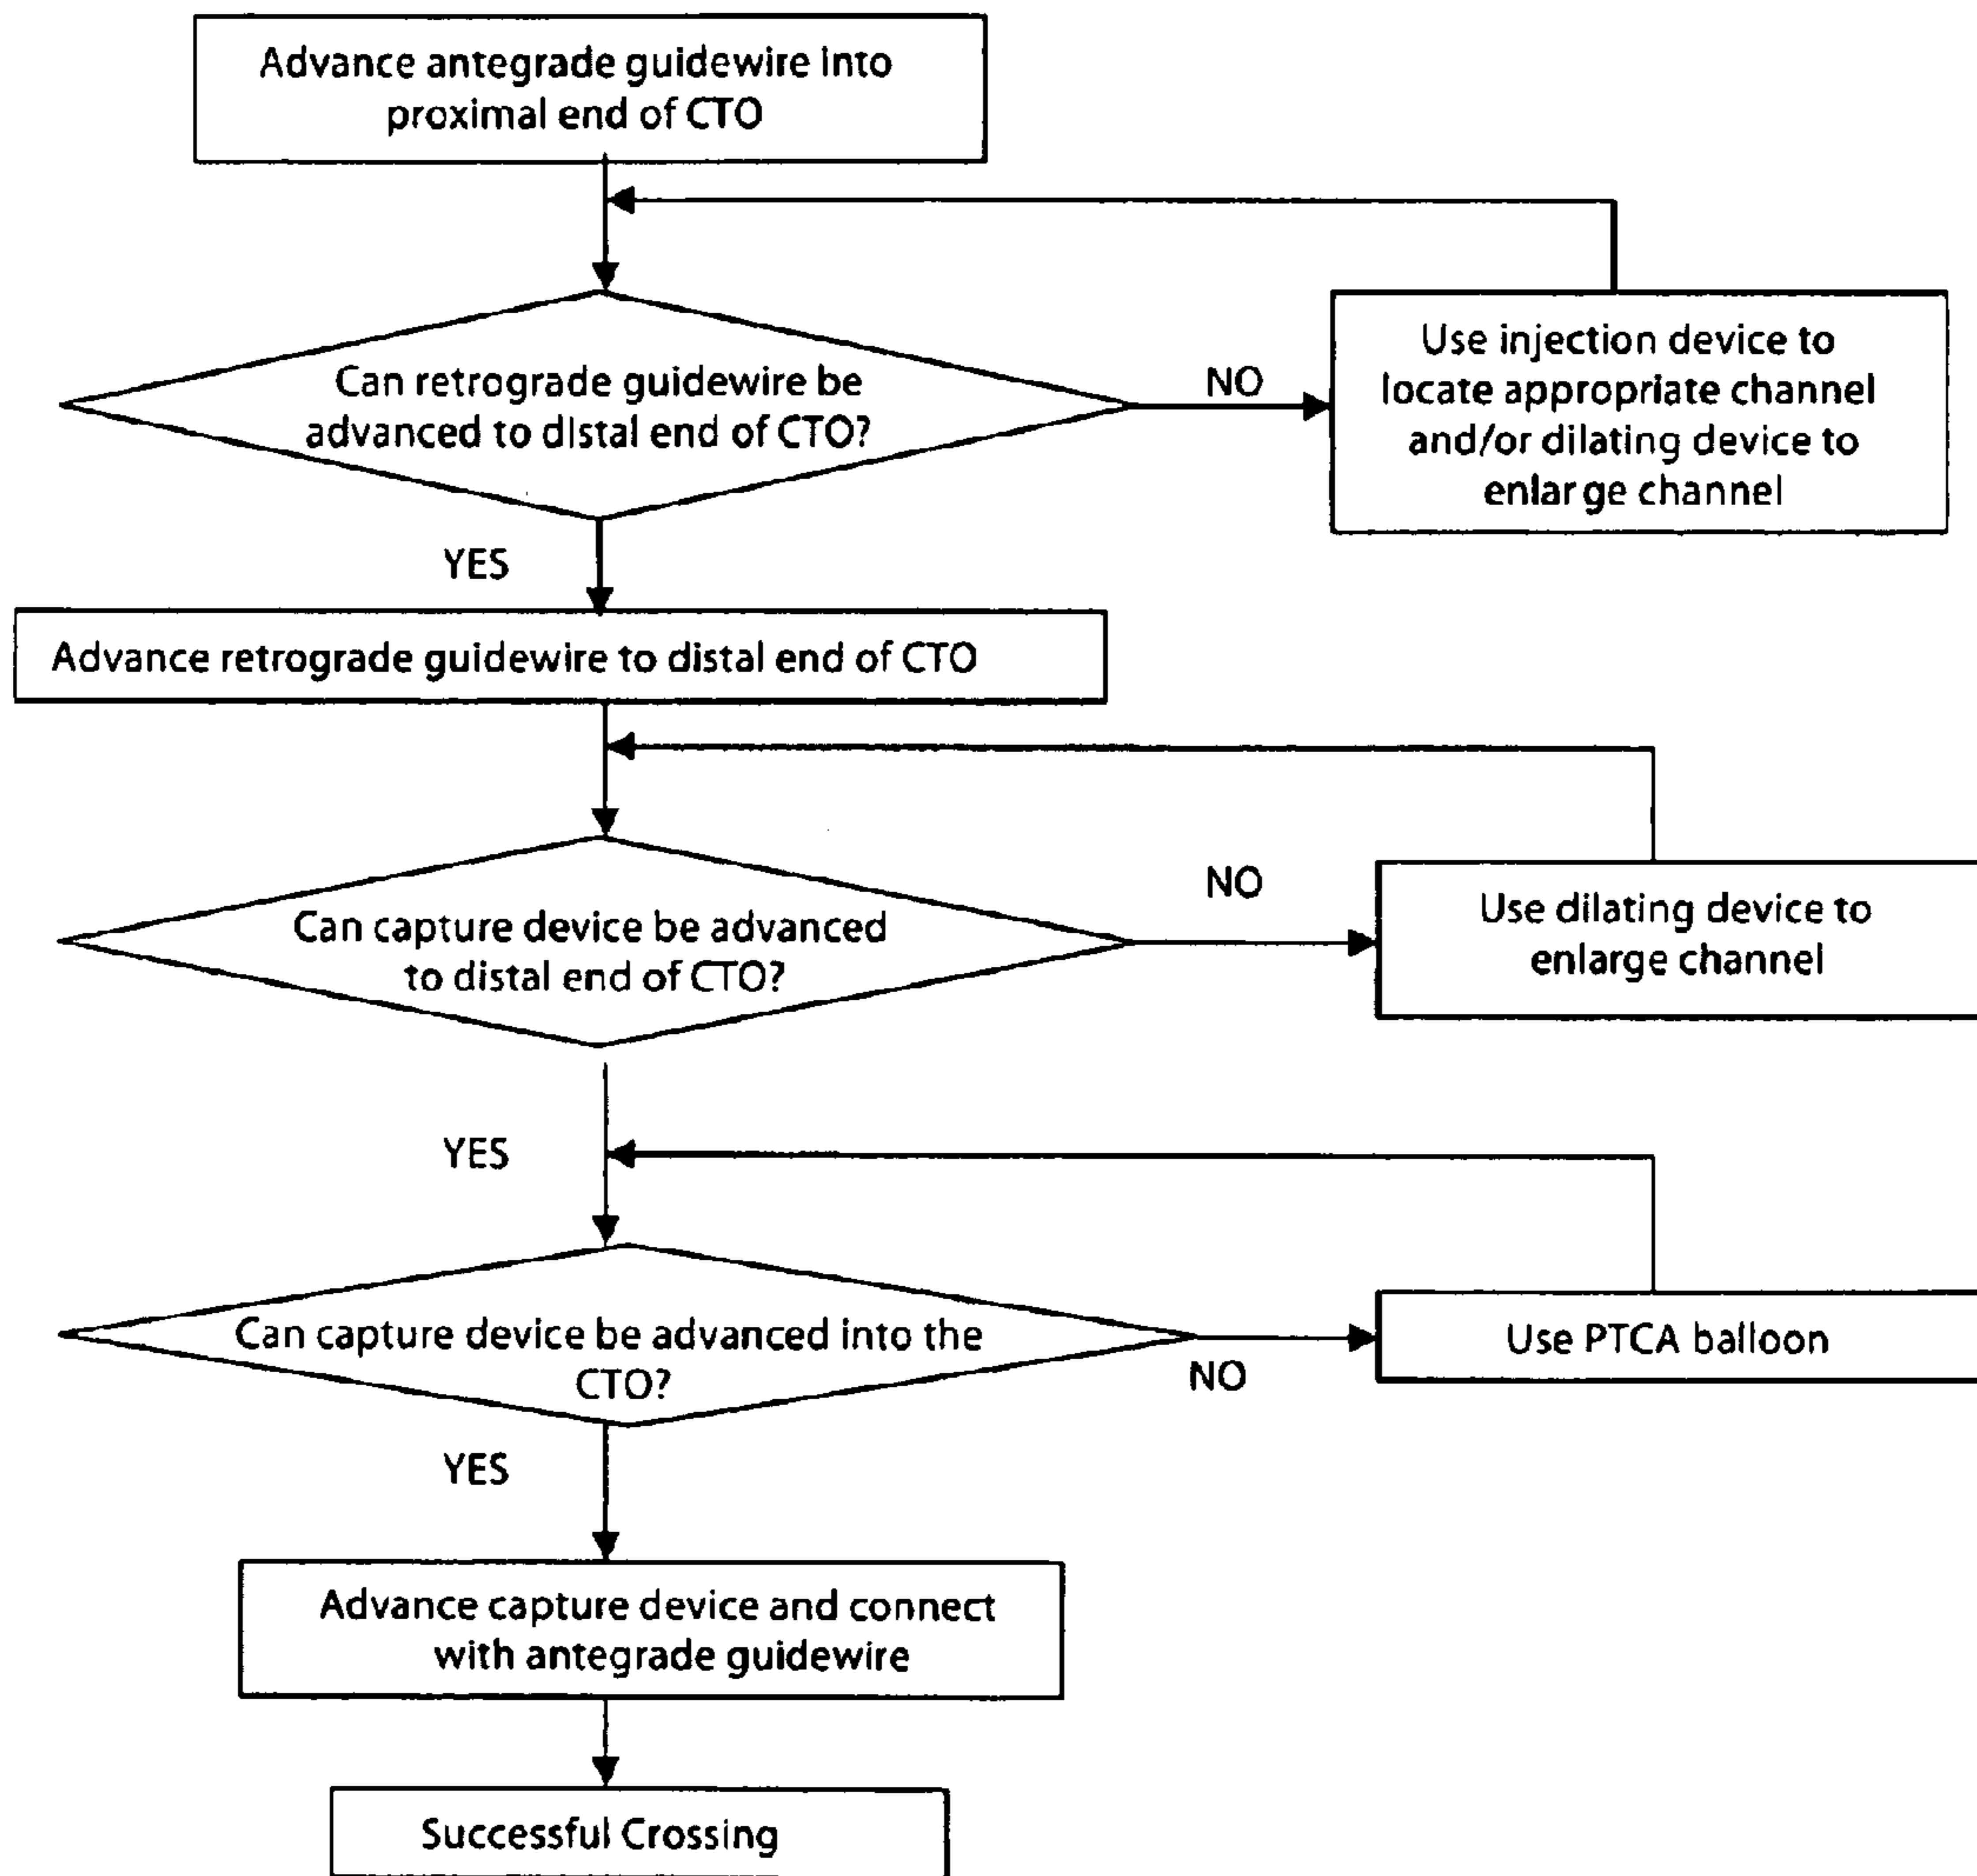 Advance antegrade guidewire into
proximal end of CTO
Can retrograde guidewire be
advanced to distal end of CTO?
NO
Use injection device to
locate appropriate channel
and/or dilating device to
enlarge channel
YES
Advance retrograde guidewire to distal end of CTO
Can capture device be advanced
to distal end of CTO?
NO
Use dilating device to
enlarge channel
YES
Can capture device be advanced into the
CTO?
NO
Use PTCA balloon
YES
Advance capture device and connect
with antegrade guidewire
Successful Crossing